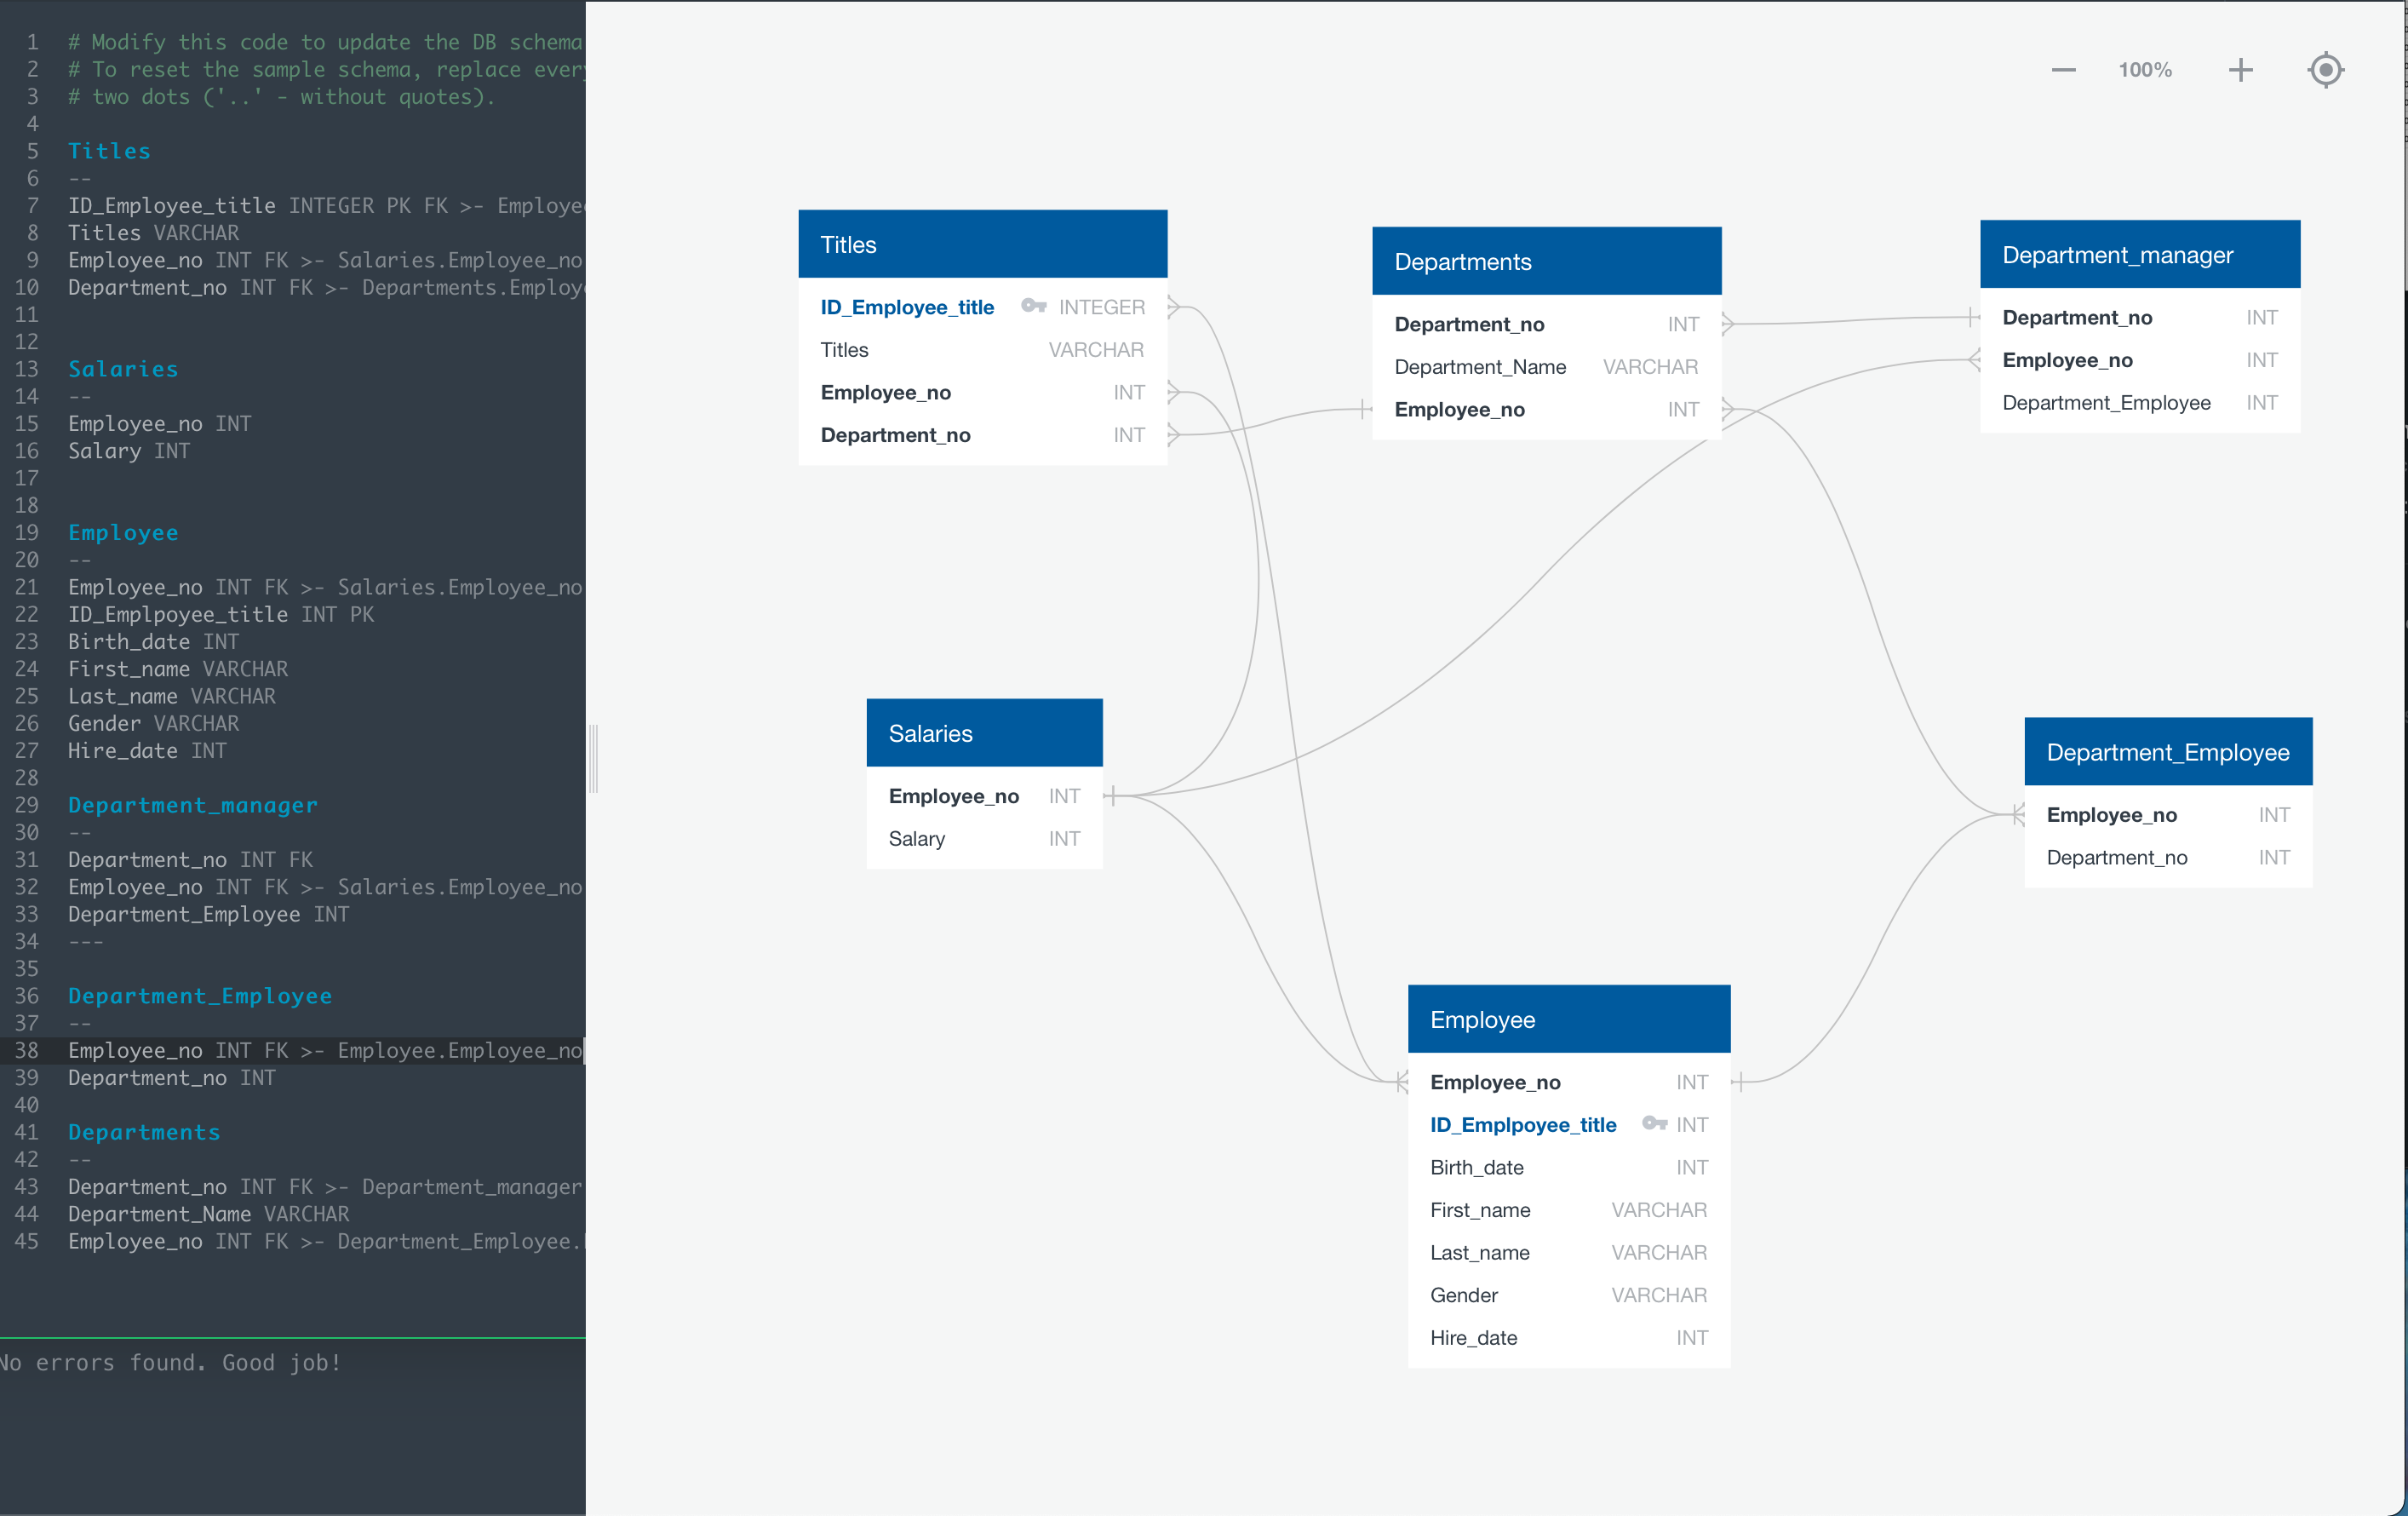 1 # Modify this code to update the DB schema
2 # To reset the sample schema, replace every
3 # two dots ('..' - without quotes).
4
5 Titles
6 --
7 ID_Employee_title INTEGER PK FK >- Employe
8 Titles VARCHAR
9 Employee_no INT FK >- Salaries.Employee_no
10 Department_no INT FK >- Departments.Employe
11
12
13 Salaries
14 --
15 Employee_no INT
16 Salary INT
17
18
19 Employee
20 --
21 Employee_no INT FK >- Salaries.Employee_no
22 ID_Emplpoyee_title INT PK
23 Birth_date INT
24 First_name VARCHAR
25 Last_name VARCHAR
26 Gender VARCHAR
27 Hire_date INT
28
29 Department_manager
30 --
31 Department_no INT FK
32 Employee_no INT FK >- Salaries.Employee_no
33 Department_Employee INT
34 ---
35
36 Department_Employee
37 --
38 Employee_no INT FK >- Employee.Employee_no
39 Department_no INT
40
41 Departments
42 --
43 Department_no INT FK >- Department_manager
44 Department_Name VARCHAR
45 Employee_no INT FK >- Department_Employee.
No errors found. Good job!
100%
Titles
ID_Employee_title INTEGER
Titles VARCHAR
Employee_no INT
Department_no INT
Departments
Department_no INT
Department_Name VARCHAR
Employee_no INT
Department_manager
Department_no INT
Employee_no INT
Department_Employee INT
Salaries
Employee_no INT
Salary INT
Department_Employee
Employee_no INT
Department_no INT
Employee
Employee_no INT
ID_Emplpoyee_title INT
Birth_date INT
First_name VARCHAR
Last_name VARCHAR
Gender VARCHAR
Hire_date INT